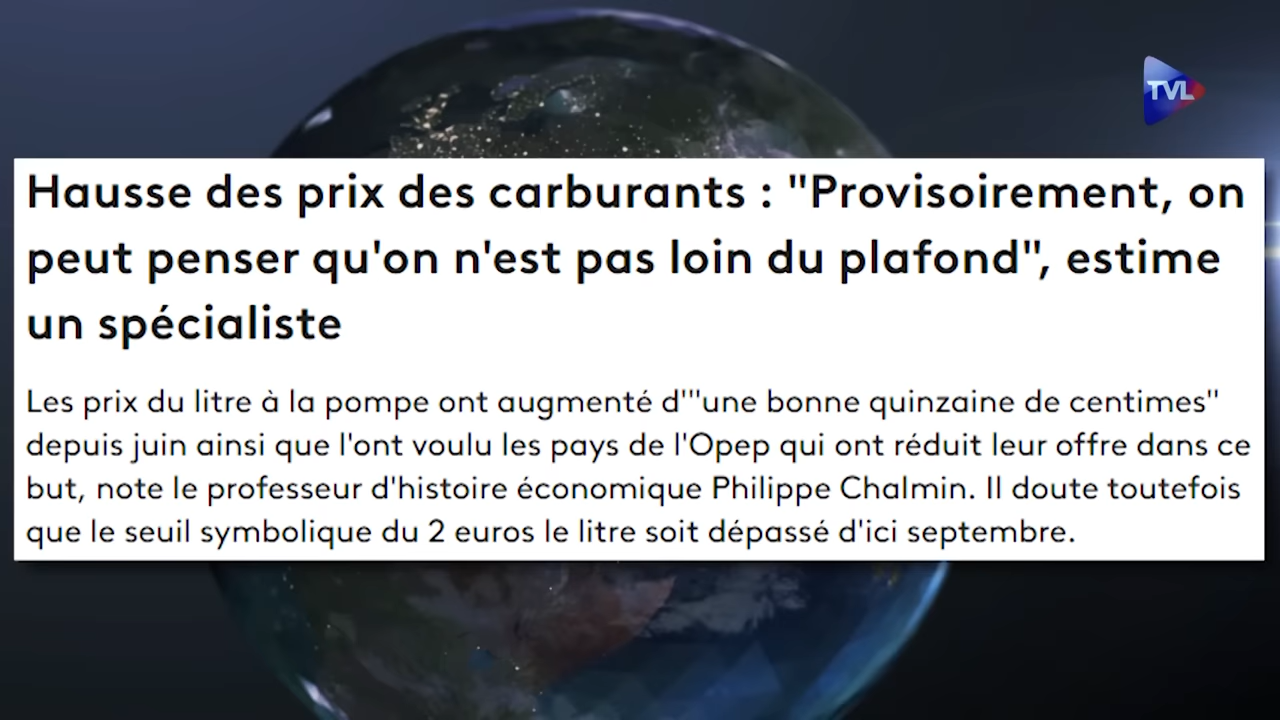 TVL
Hausse des prix des carburants : "Provisoirement, on
peut penser qu'on n'est pas loin du plafond", estime
un spécialiste
Les prix du litre à la pompe ont augmenté d'"'une bonne quinzaine de centimes"
depuis juin ainsi que l'ont voulu les pays de l'Opep qui ont réduit leur offre dans ce
but, note le professeur d'histoire économique Philippe Chalmin. Il doute toutefois
que le seuil symbolique du 2 euros le litre soit dépassé d'ici septembre.